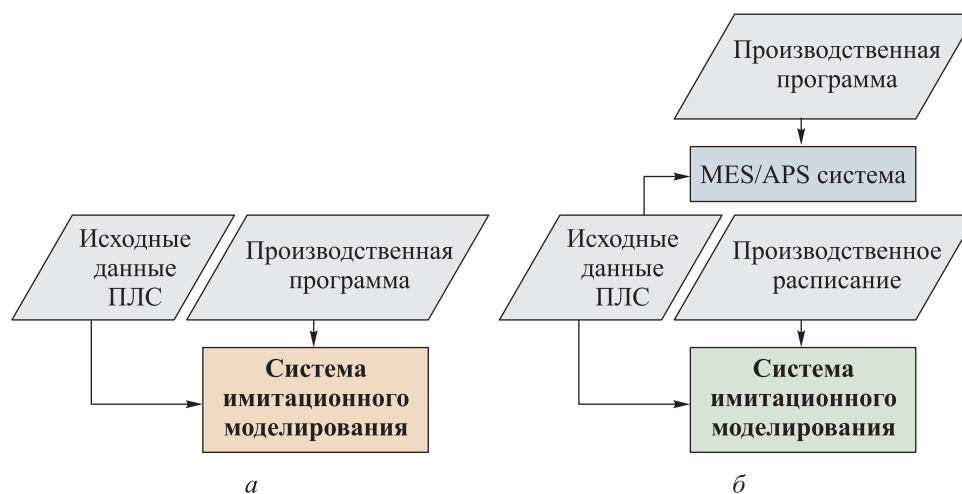 Производственная
программа
MES/APS система
Исходные
данные
ПЛС
Производственная
программа
Исходные
данные
ПЛС
Производственное
расписание
Система
имитационного
моделирования
Система
имитационного
моделирования
а
б